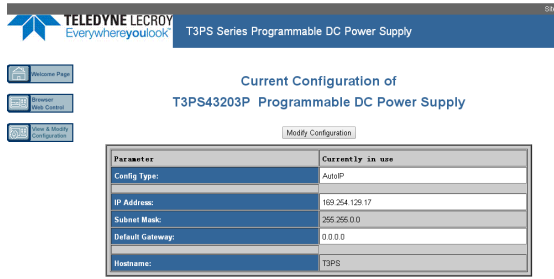 Sit
TELEDYNE LECROY
Everywhereyoulook™
T3PS Series Programmable DC Power Supply
Welcome Page
Browser
Web Control
View & Modify
Configuration
Current Configuration of
T3PS43203P Programmable DC Power Supply
Modify Configuration
Parameter Currently in use
Config Type: AutoIP
IP Address: 169.254.129.17
Subnet Mask: 255.255.0.0
Default Gateway: 0.0.0.0
Hostname: T3PS